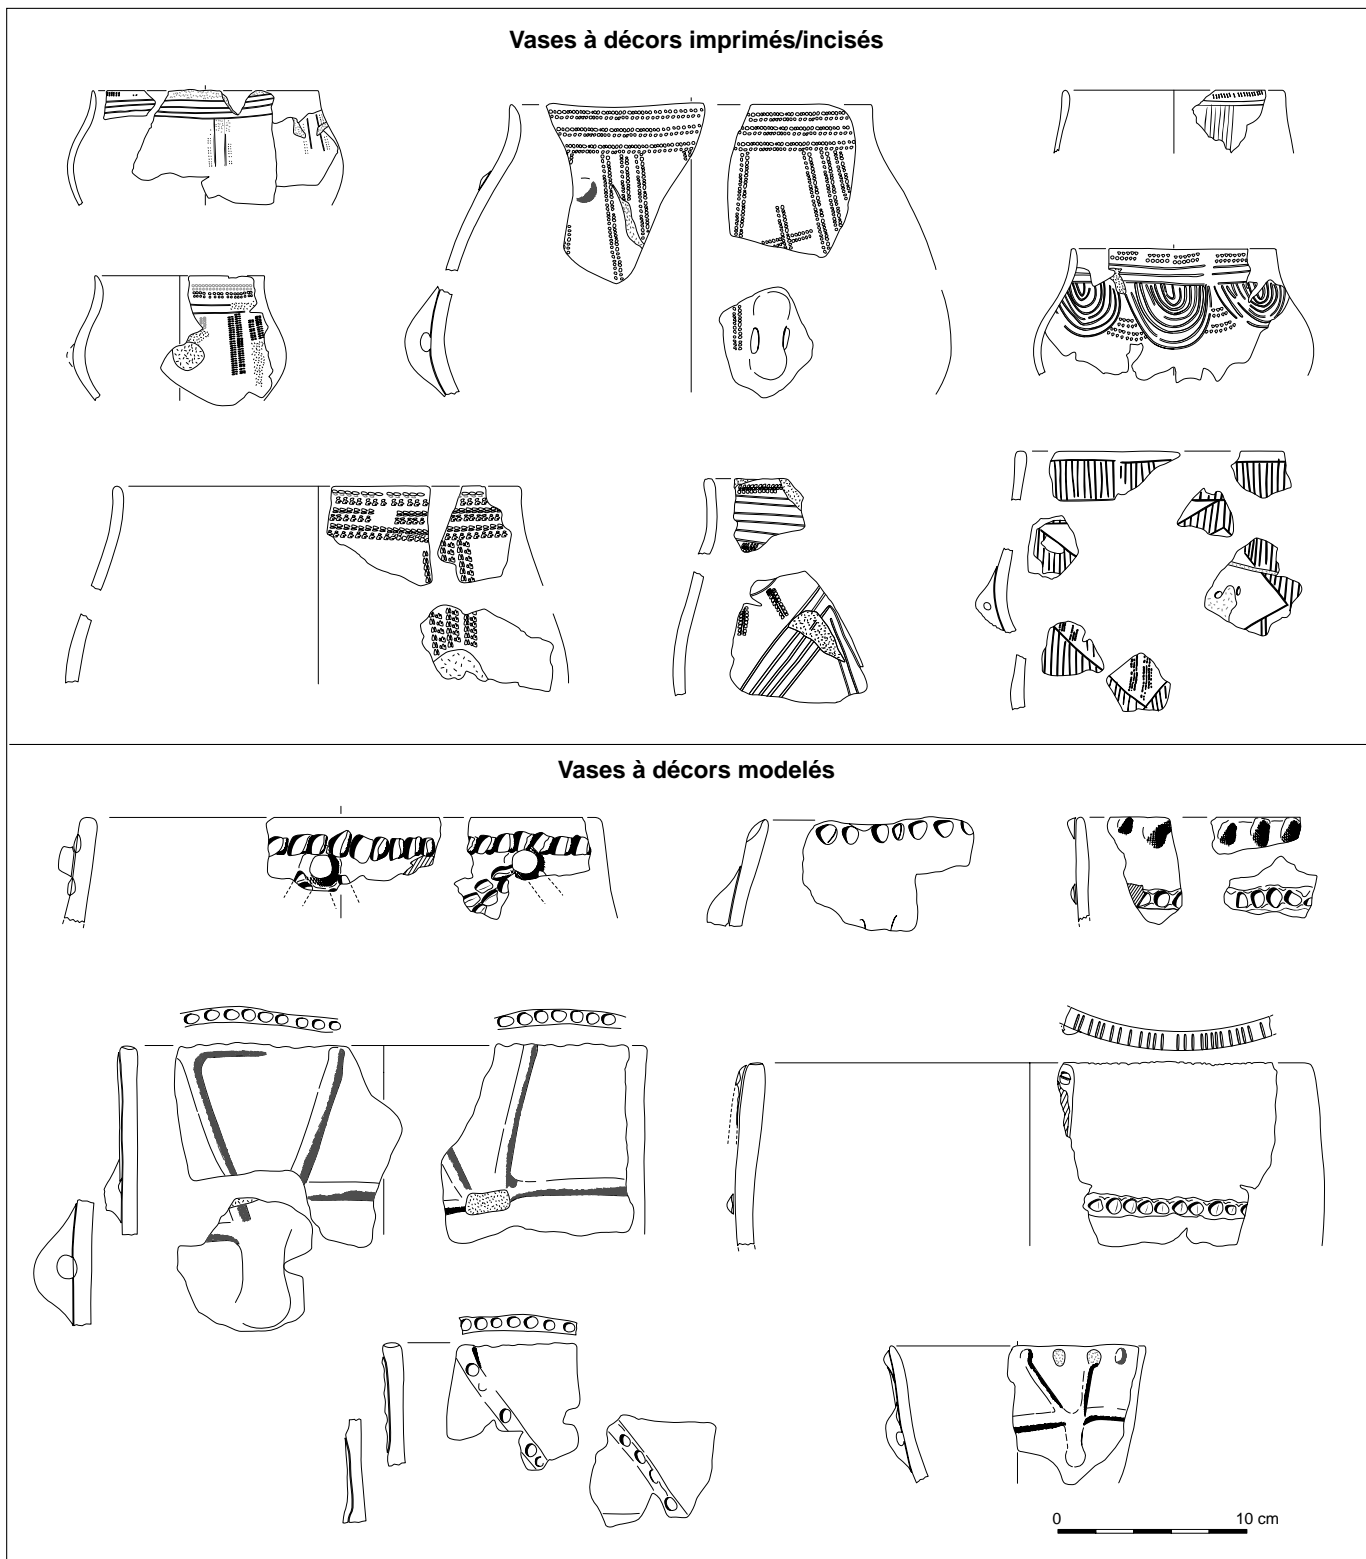 Vases à décors imprimés/incisés
Vases à décors modelés
0 10 cm